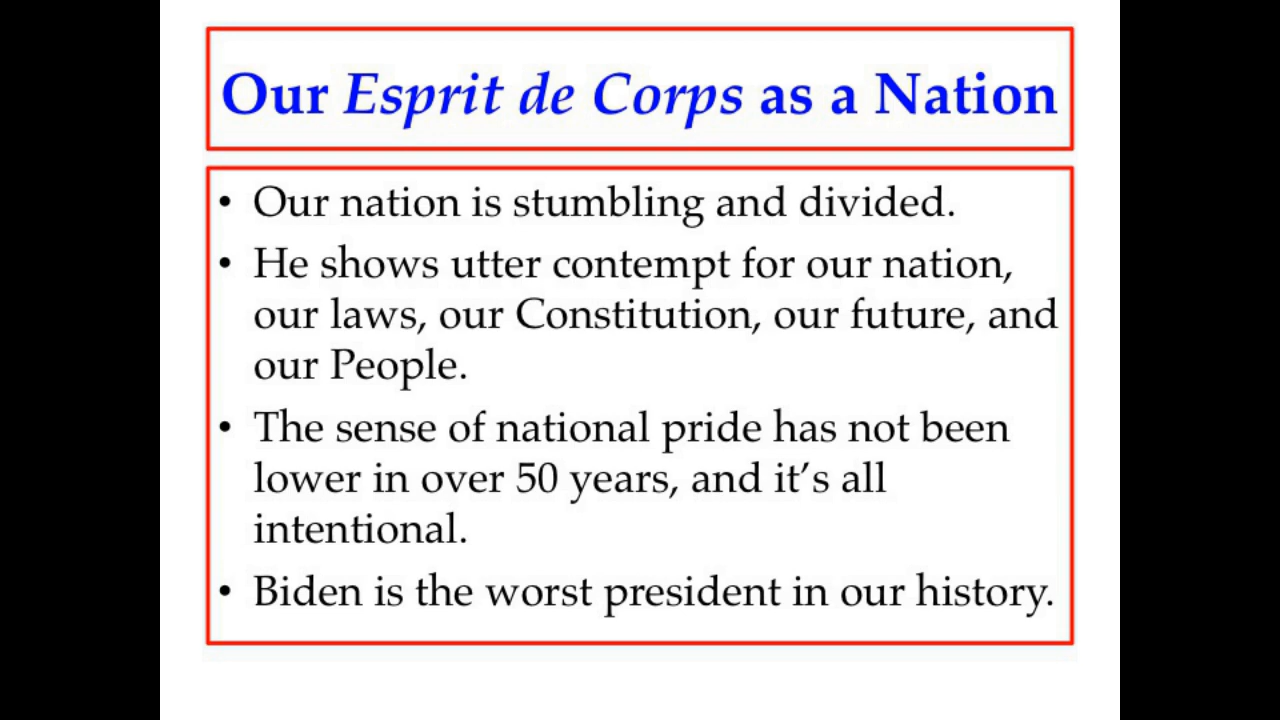 Our Esprit de Corps as a Nation
• Our nation is stumbling and divided.
• He shows utter contempt for our nation,
our laws, our Constitution, our future, and
our People.
• The sense of national pride has not been
lower in over 50 years, and it’s all
intentional.
• Biden is the worst president in our history.